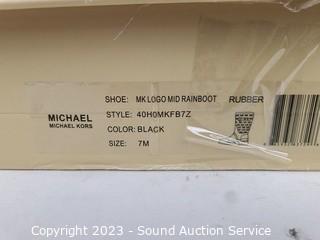 SHOE: MK LOGO MID RAINBOOT RUBBER
STYLE: 40H0MKFB7Z
MICHAEL
MICHAEL KORS
COLOR: BLACK
SIZE: 7M
Copyright 2023 - Sound Auction Service